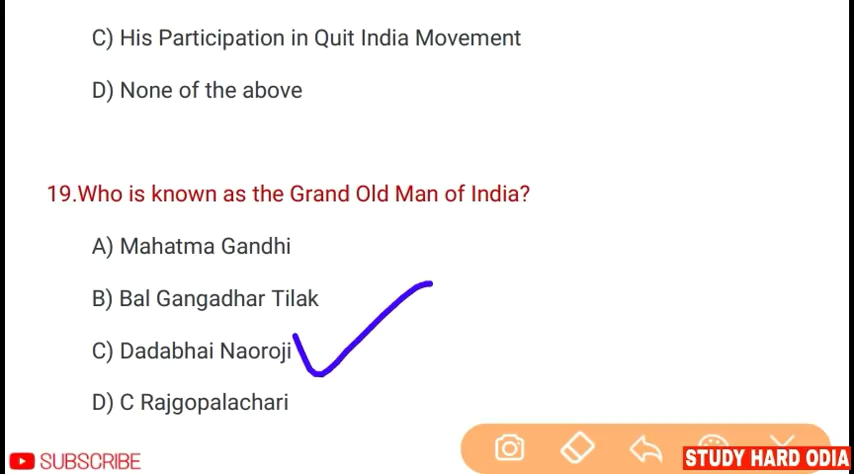 C) His Participation in Quit India Movement
D) None of the above
19.Who is known as the Grand Old Man of India?
A) Mahatma Gandhi
B) Bal Gangadhar Tilak
C) Dadabhai Naoroji
D) C Rajgopalachari
SUBSCRIBE
STUDY HARD ODIA